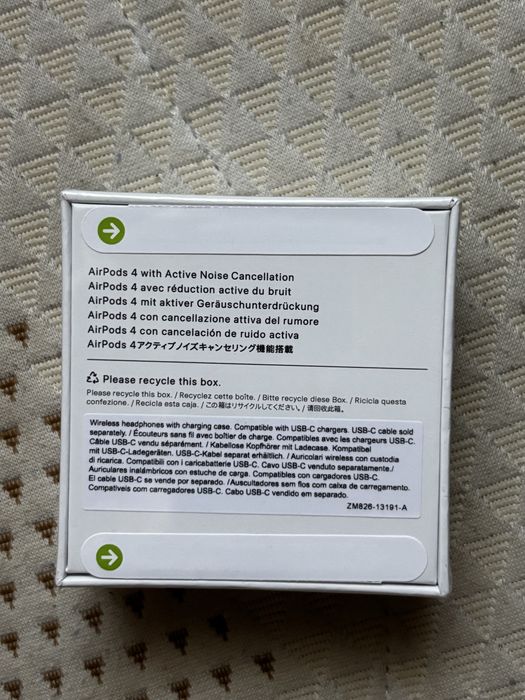 AirPods 4 with Active Noise Cancellation
AirPods 4 avec réduction active du bruit
AirPods 4 mit aktiver Geräuschunterdrückung
AirPods 4 con cancellazione attiva del rumore
AirPods 4 con cancelación de ruido activa
AirPods 4アクティブノイズキャンセリング機能搭載
Please recycle this box.
Please recycle this box. / Recyclez cette boîte. / Bitte recycle diese Box. / Ricicla questa
confezione. / Recicla esta caja. / この箱はリサイクルしてください。/ 请回收此箱。
Wireless headphones with charging case. Compatible with USB-C chargers. USB-C cable sold
separately. / Écouteurs sans fil avec boîtier de charge. Compatibles avec les chargeurs USB-C.
Câble USB-C vendu séparément. / Kabellose Kopfhörer mit Ladecase. Kompatibel
mit USB-C-Ladegeräten. USB-C-Kabel separat erhältlich. / Auricolari wireless con custodia
di ricarica. Compatibili con i caricabatterie USB-C. Cavo USB-C venduto separatamente./
Auriculares inalámbricos con estuche de carga. Compatibles con cargadores USB-C.
El cable USB-C se vende por separado. /Auscultadores sem fios com caixa de carregamento.
Compatíveis com carregadores USB-C. Cabo USB-C vendido em separado.
ZM826-13191-A